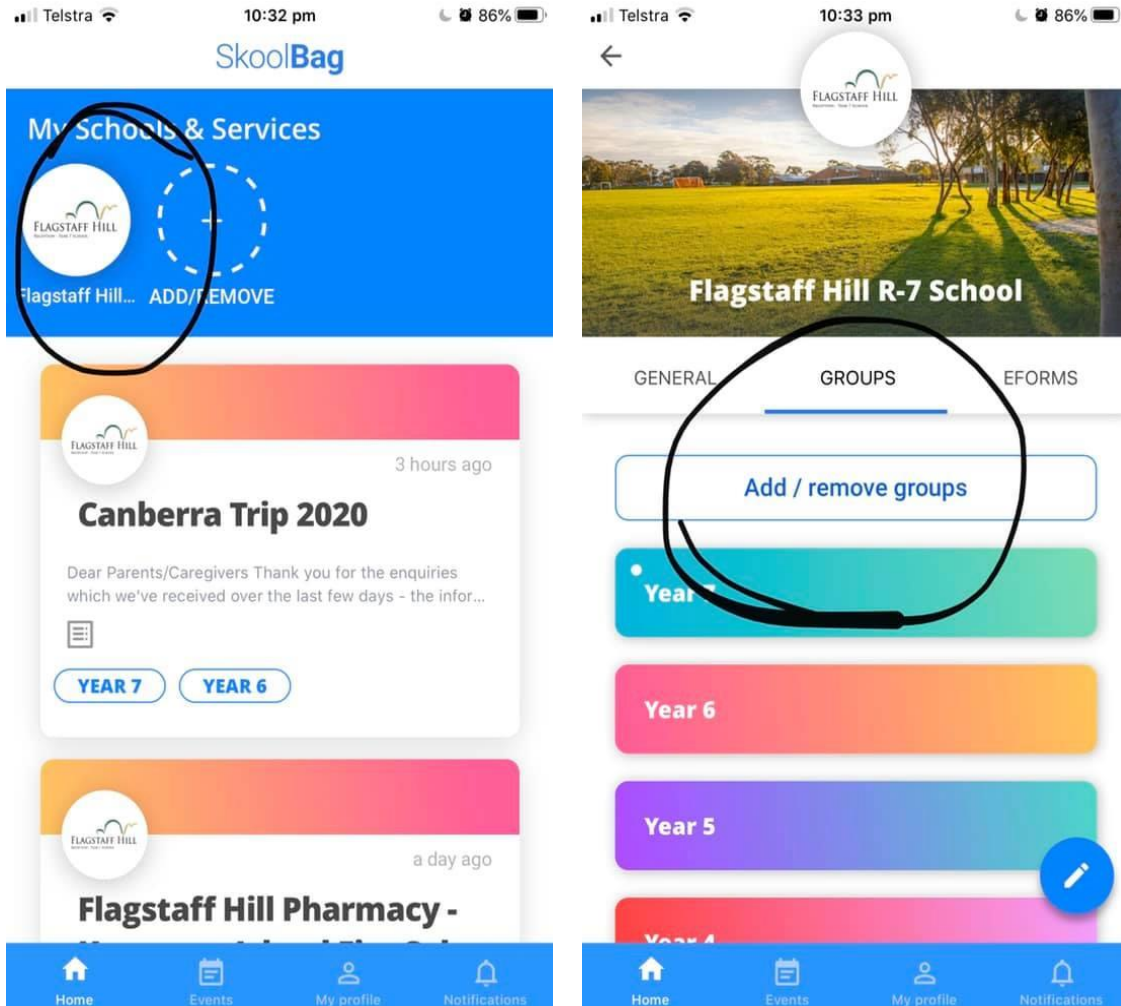 Telstra 10:32 pm 86%
SkoolBag
My Schools & Services
FLAGSTAFF HILL
Flagstaff Hill... ADD/REMOVE
FLAGSTAFF HILL
3 hours ago
Canberra Trip 2020
Dear Parents/Caregivers Thank you for the enquiries
which we've received over the last few days - the infor...
YEAR 7 YEAR 6
FLAGSTAFF HILL
a day ago
Flagstaff Hill Pharmacy -
Home Events My profile Notifications
Telstra 10:33 pm 86%
FLAGSTAFF HILL
Flagstaff Hill R-7 School
GENERAL GROUPS EFORMS
Add / remove groups
Year 7
Year 6
Year 5
Year 4
Home Events My profile Notifications